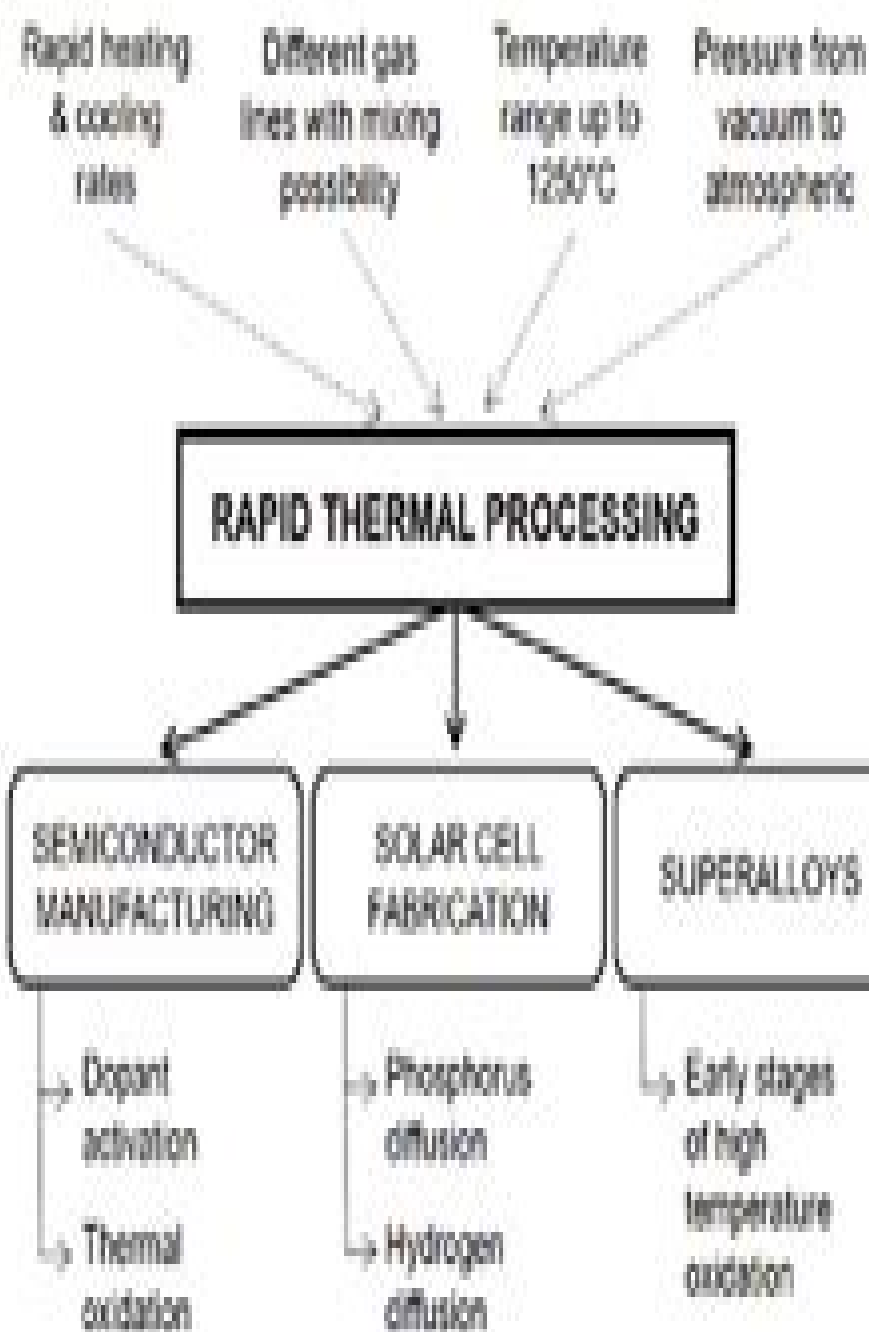 Rapid heating
& cooling
rates
Different gas
lines with mixing
possibility
Temperature
range up to
1250°C
Pressure from
vacuum to
atmospheric
RAPID THERMAL PROCESSING
SEMICONDUCTOR
MANUFACTURING
Dopant
activation
Thermal
oxidation
SOLAR CELL
FABRICATION
Phosphorus
diffusion
Hydrogen
diffusion
SUPERALLOYS
Early stages
of high
temperature
oxidation